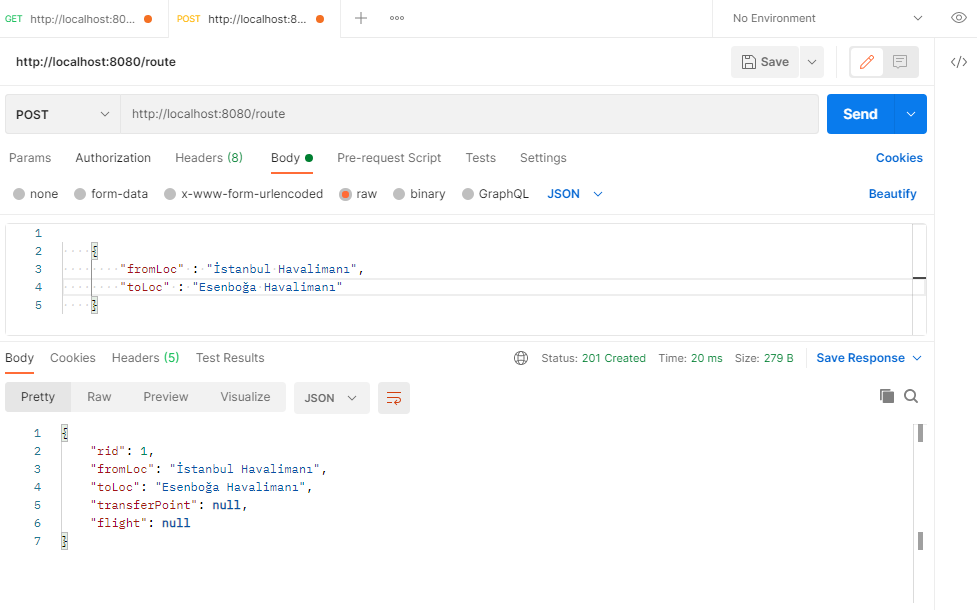 GET http://localhost:80...
POST http://localhost:8...
No Environment
http://localhost:8080/route
Save
POST http://localhost:8080/route Send
Params Authorization Headers (8) Body Pre-request Script Tests Settings Cookies
none form-data x-www-form-urlencoded raw binary GraphQL JSON Beautify
1
2 {
3 "fromLoc" : "İstanbul Havalimanı",
4 "toLoc" : "Esenboğa Havalimanı"
5 }
Body Cookies Headers (5) Test Results Status: 201 Created Time: 20 ms Size: 279 B Save Response
Pretty Raw Preview Visualize JSON
1 {
2 "rid": 1,
3 "fromLoc": "İstanbul Havalimanı",
4 "toLoc": "Esenboğa Havalimanı",
5 "transferPoint": null,
6 "flight": null
7 }